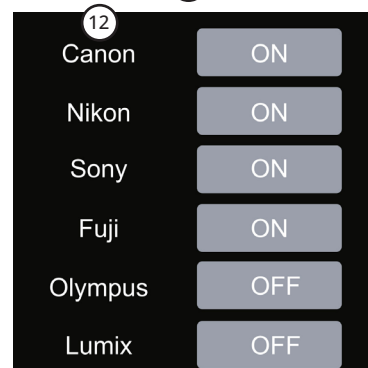 12
Canon ON
Nikon ON
Sony ON
Fuji ON
Olympus OFF
Lumix OFF